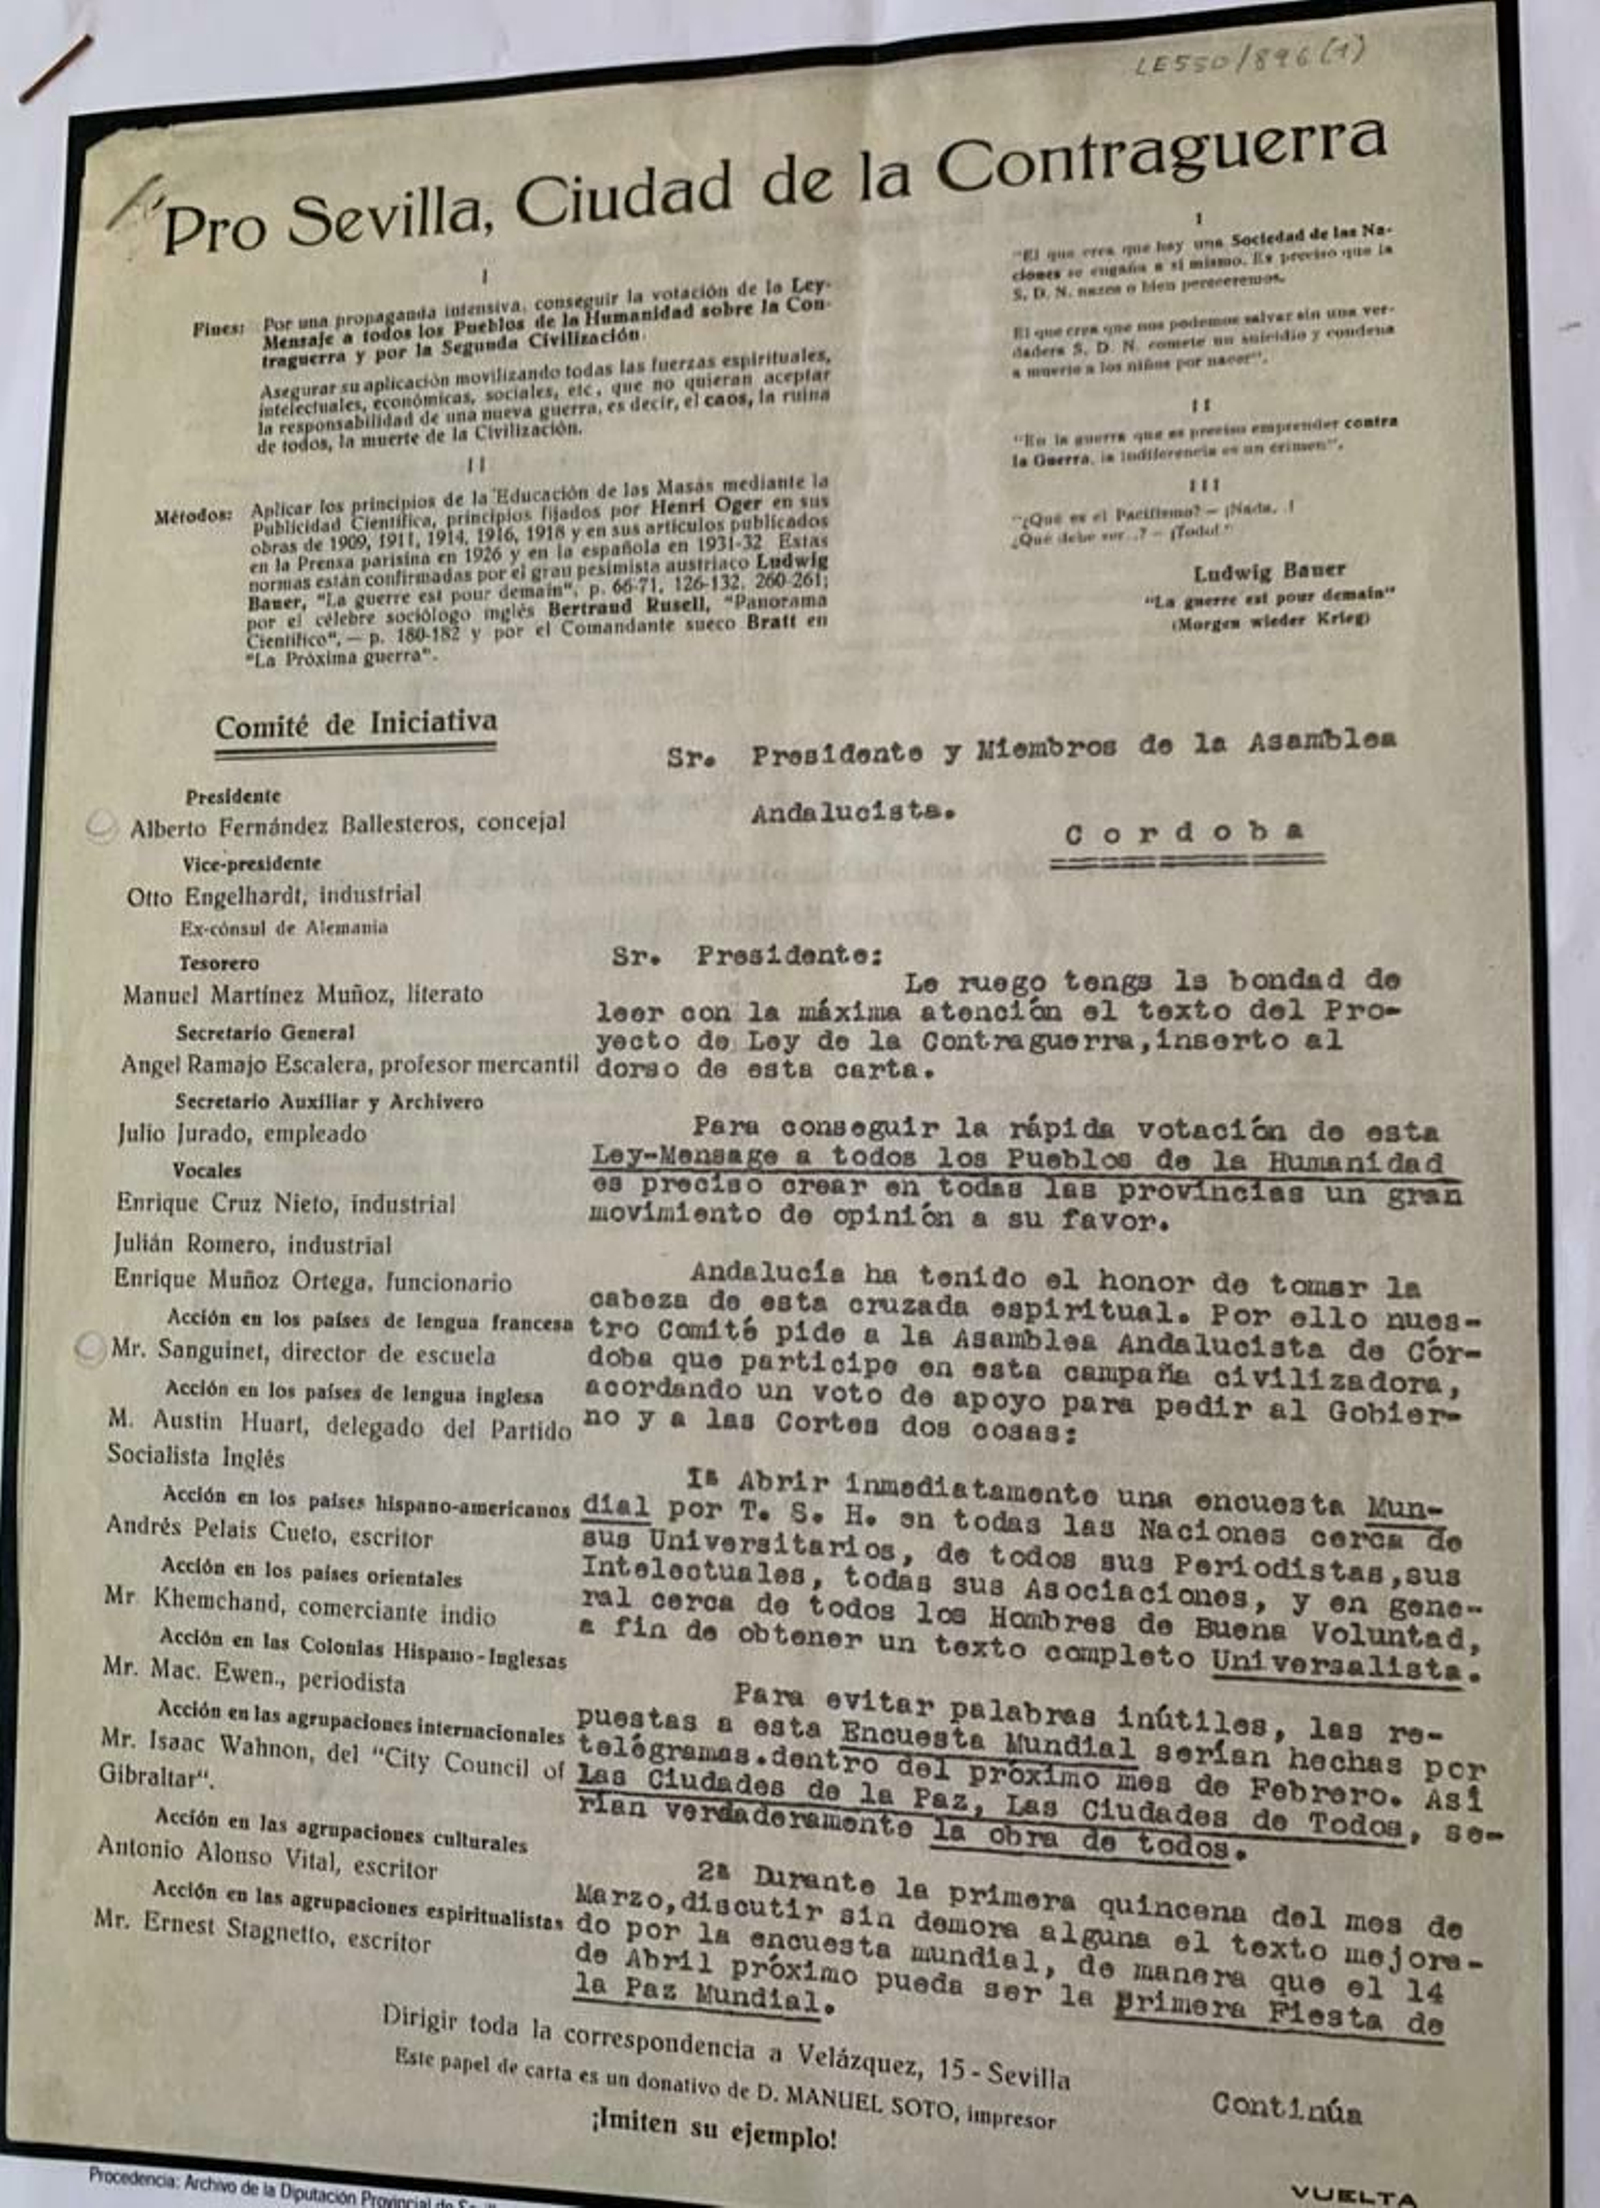 LE550/896(1)
Pro Sevilla, Ciudad de la Contraguerra
I
Fines: Por una propaganda intensiva, conseguir la votación de la Ley-
Mensaje a todos los Pueblos de la Humanidad sobre la Con-
traguerra y por la Segunda Civilización.
Asegurar su aplicación movilizando todas las fuerzas espirituales,
intelectuales, económicas, sociales, etc, que no quieran aceptar
la responsabilidad de una nueva guerra, es decir, el caos, la ruina
de todos, la muerte de la Civilización.
II
Métodos: Aplicar los principios de la Educación de las Masas mediante la
Publicidad Científica, principios fijados por Henri Oger en sus
obras de 1909, 1911, 1914, 1916, 1918 y en sus artículos publicados
en la Prensa parisina en 1926 y en la española en 1931-32 Estas
normas están confirmadas por el gran pesimista austriaco Ludwig
Bauer, "La guerre est pour demain", p. 66-71, 126-132, 260-261;
por el célebre sociólogo inglés Bertrand Rusell, "Panorama
Científico", — p. 180-182 y por el Comandante sueco Bratt en
"La Próxima guerra".
I
"El que crea que hay una Sociedad de las Na-
ciones se engaña a sí mismo. Es preciso que la
S. D. N. nazca o bien pereceremos.
El que crea que nos podemos salvar sin una ver-
dadera S. D. N. comete un suicidio y condena
a muerte a los niños por nacer".
II
"En la guerra que es preciso emprender contra
la Guerra, la indiferencia es un crimen".
III
"¿Qué es el Pacifismo? — ¡Nada. !
¿Qué debe ser..? — ¡Todo!"
Ludwig Bauer
"La guerre est pour demain"
(Morgen wieder Krieg)
Comité de Iniciativa
Presidente
Alberto Fernández Ballesteros, concejal
Vice-presidente
Otto Engelhardt, industrial
Ex-cónsul de Alemania
Tesorero
Manuel Martínez Muñoz, literato
Secretario General
Angel Ramajo Escalera, profesor mercantil
Secretario Auxiliar y Archivero
Julio Jurado, empleado
Vocales
Enrique Cruz Nieto, industrial
Julián Romero, industrial
Enrique Muñoz Ortega, funcionario
Acción en los países de lengua francesa
Mr. Sanguinet, director de escuela
Acción en los países de lengua inglesa
M. Austin Huart, delegado del Partido
Socialista Inglés
Acción en los países hispano-americanos
Andrés Pelais Cueto, escritor
Acción en los países orientales
Mr Khemchand, comerciante indio
Acción en las Colonias Hispano-Inglesas
Mr. Mac. Ewen., periodista
Acción en las agrupaciones internacionales
Mr. Isaac Wahnon, del "City Council of
Gibraltar".
Acción en las agrupaciones culturales
Antonio Alonso Vital, escritor
Acción en las agrupaciones espiritualistas
Mr. Ernest Stagnetto, escritor
Sr. Presidente y Miembros de la Asamblea
Andalucista.
Cordoba
Sr. Presidente:
Le ruego tenga la bondad de
leer con la máxima atención el texto del Pro-
yecto de Ley de la Contraguerra,inserto al
dorso de esta carta.
Para conseguir la rápida votación de esta
Ley-Mensage a todos los Pueblos de la Humanidad
es preciso crear en todas las provincias un gran
movimiento de opinión a su favor.
Andalucía ha tenido el honor de tomar la
cabeza de esta cruzada espiritual. Por ello nues-
tro Comité pide a la Asamblea Andalucista de Cór-
doba que participe en esta campaña civilizadora,
acordando un voto de apoyo para pedir al Gobier-
no y a las Cortes dos cosas:
Iª Abrir inmediatamente una encuesta Mun-
dial por T. S. H. en todas las Naciones cerca de
sus Universitarios, de todos sus Periodistas,sus
Intelectuales, todas sus Asociaciones, y en gene-
ral cerca de todos los Hombres de Buena Voluntad,
a fin de obtener un texto completo Universalista.
Para evitar palabras inútiles, las re-
puestas a esta Encuesta Mundial serían hechas por
telégramas.dentro del próximo mes de Febrero. Así
las Ciudades de la Paz, Las Ciudades de Todos, se-
rían verdaderamente la obra de todos.
2ª Durante la primera quincena del mes de
Marzo,discutir sin demora alguna el texto mejora-
do por la encuesta mundial, de manera que el 14
de Abril próximo pueda ser la primera Fiesta de
la Paz Mundial.
Dirigir toda la correspondencia a Velázquez, 15 - Sevilla
Este papel de carta es un donativo de D. MANUEL SOTO, impresor
¡Imiten su ejemplo!
Continúa
VUELTA
Procedencia: Archivo de la Diputación Provincial de